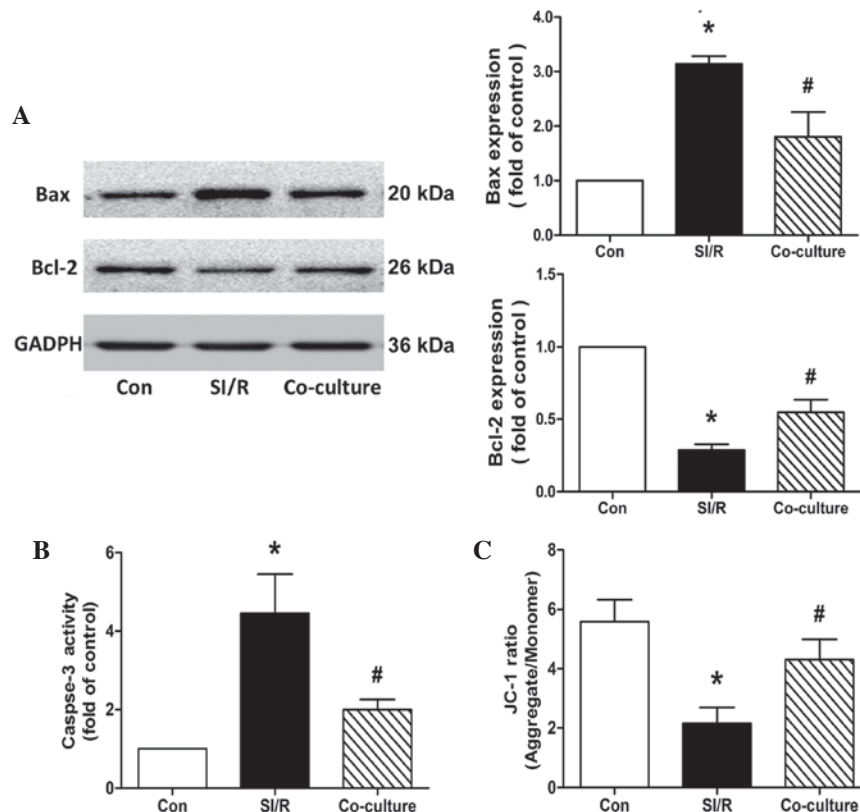 A
Bax
20 kDa
Bcl-2
26 kDa
GADPH
36 kDa
Con SI/R Co-culture
Bax expression
( fold of control )
4.0
3.0
2.0
1.0
0.0
*
#
Con SI/R Co-culture
Bcl-2 expression
( fold of control )
1.5
1.0
0.5
0.0
*
#
Con SI/R Co-culture
B
Caspse-3 activity
(fold of control)
6
4
2
0
*
#
Con SI/R Co-culture
C
JC-1 ratio
(Aggregate/Monomer)
8
6
4
2
0
*
#
Con SI/R Co-culture